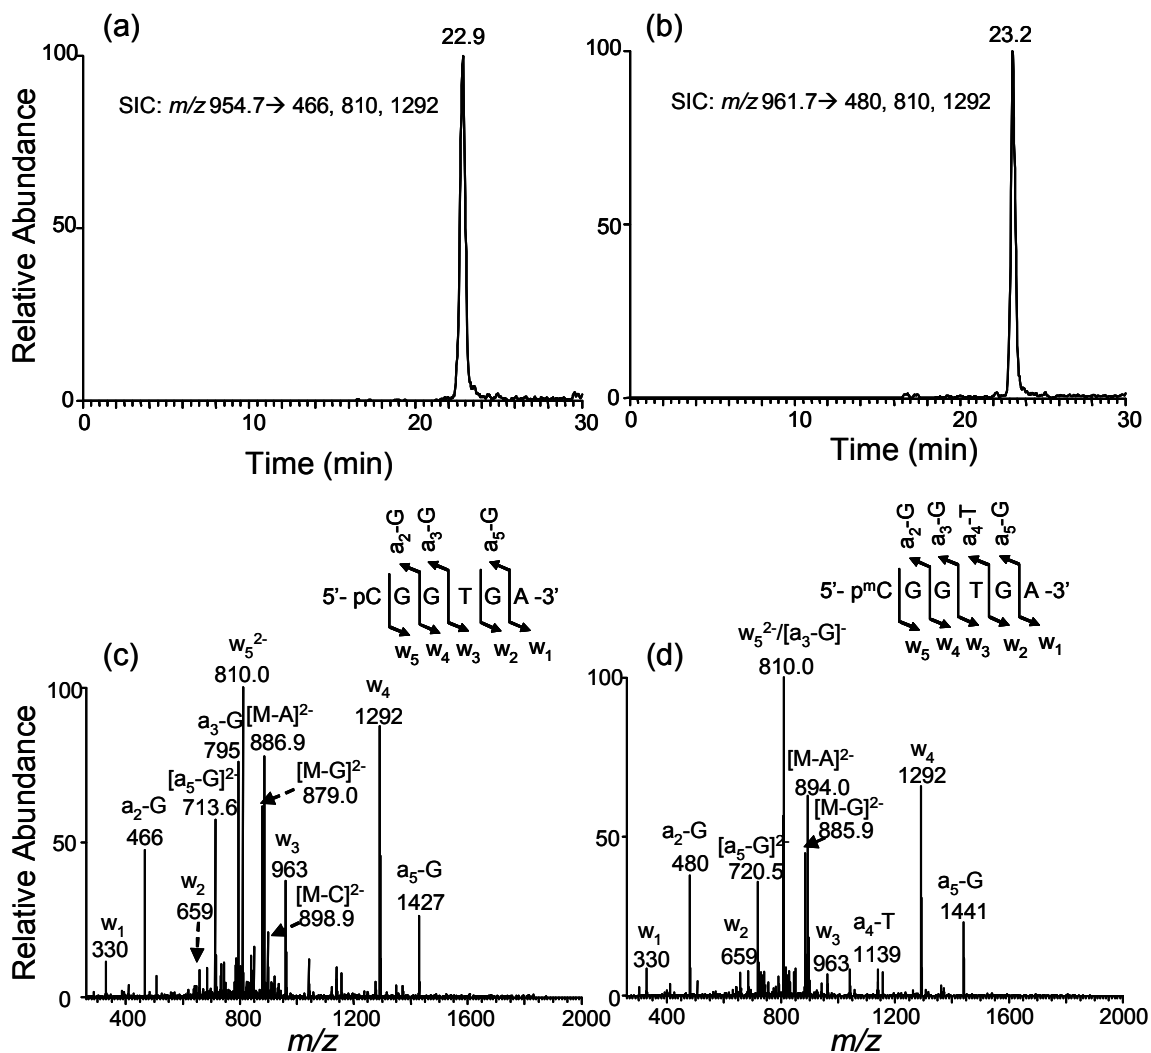 (a)
22.9
100
SIC: m/z 954.7→ 466, 810, 1292
50
0
Relative Abundance
0 10 20 30
Time (min)
(b)
23.2
100
SIC: m/z 961.7→ 480, 810, 1292
50
0
0 10 20 30
Time (min)
(c)
a2-G a3-G a5-G
5’- pC G G T G A -3’
w5 w4 w3 w2 w1
w5 2-
810.0
100
a3-G
795
[M-A]2-
886.9
w4
1292
[a5-G]2-
713.6
[M-G]2-
879.0
a2-G
466
50
w3
963
w2
659
[M-C]2-
898.9
a5-G
1427
w1
330
0
Relative Abundance
400 800 1200 1600 2000
m/z
(d)
a2-G a3-G a4-T a5-G
5’- pmC G G T G A -3’
w5 w4 w3 w2 w1
w5 2-/[a3-G]-
810.0
100
[M-A]2-
894.0
w4
1292
[M-G]2-
885.9
a2-G
480
[a5-G]2-
720.5
50
a5-G
1441
w1
330
w2
659
w3
963
a4-T
1139
0
400 800 1200 1600 2000
m/z